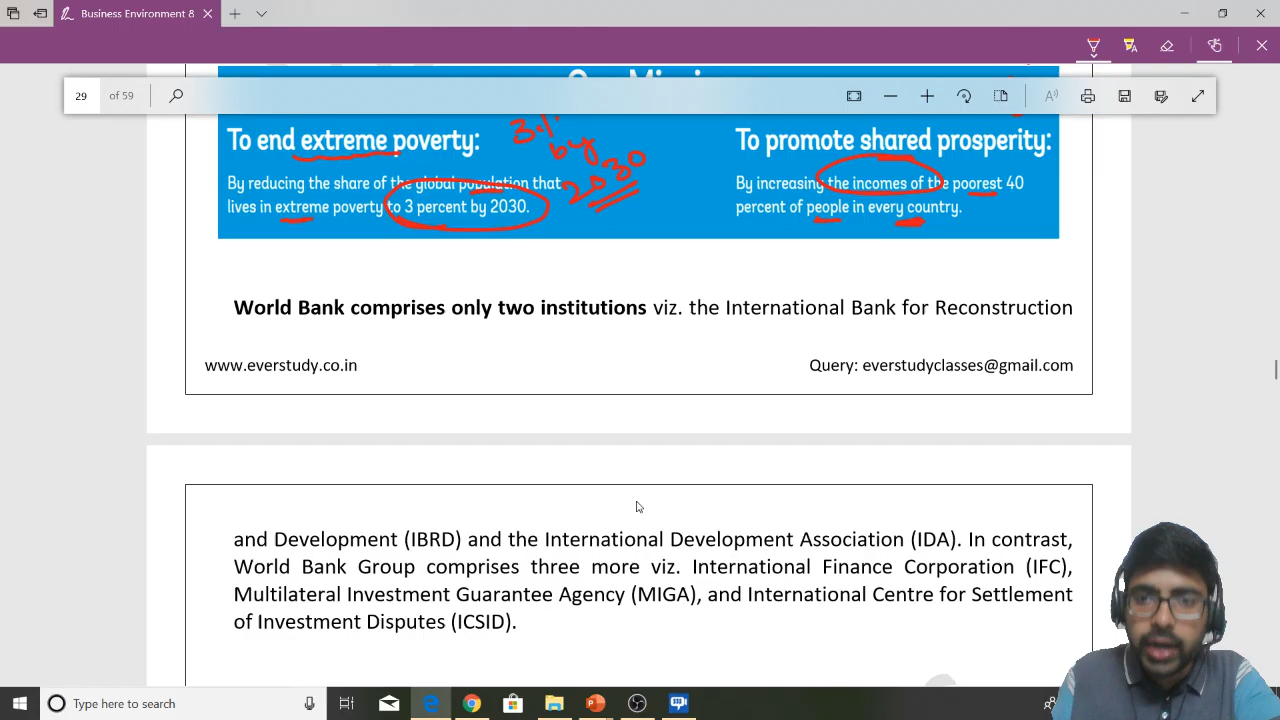 Business Environment 8
29 of 59
To end extreme poverty:
By reducing the share of the global population that
lives in extreme poverty to 3 percent by 2030.
3%
by
2030
To promote shared prosperity:
By increasing the incomes of the poorest 40
percent of people in every country.
World Bank comprises only two institutions viz. the International Bank for Reconstruction
www.everstudy.co.in
Query: everstudyclasses@gmail.com
and Development (IBRD) and the International Development Association (IDA). In contrast,
World Bank Group comprises three more viz. International Finance Corporation (IFC),
Multilateral Investment Guarantee Agency (MIGA), and International Centre for Settlement
of Investment Disputes (ICSID).
Type here to search